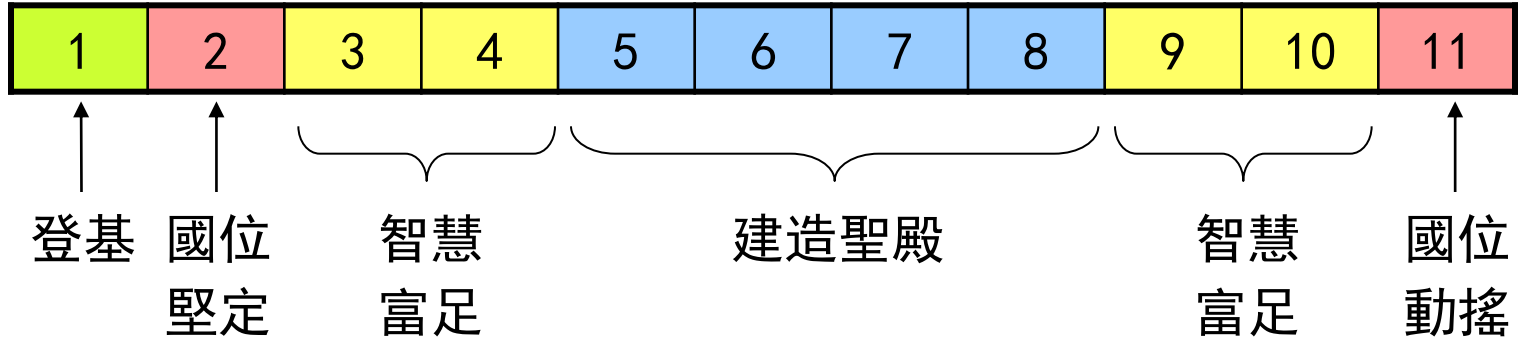 1 2 3 4 5 6 7 8 9 10 11
登基 國位 智慧 建造聖殿 智慧 國位
堅定 富足 富足 動搖